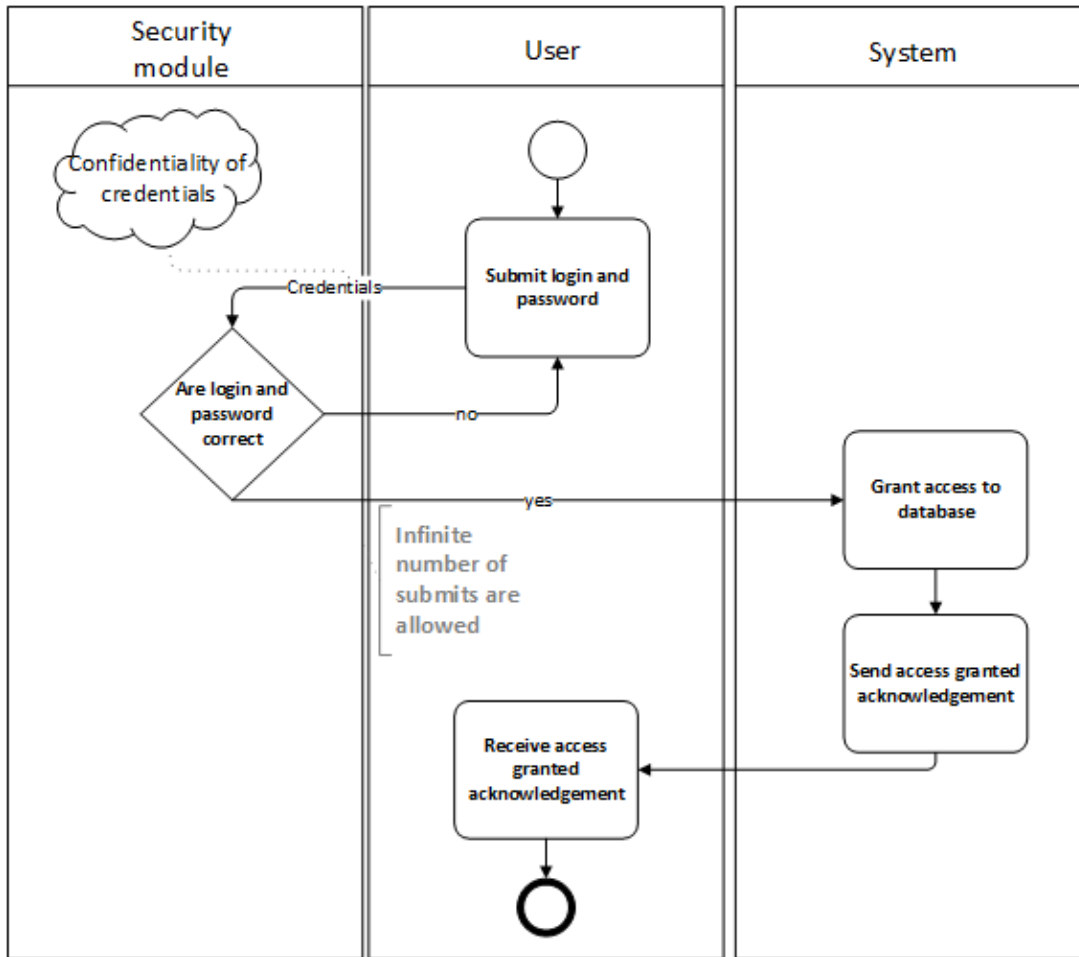 Security
module
User
System
Confidentiality of
credentials
Submit login and
password
Credentials
Are login and
password
correct
no
yes
Grant access to
database
Infinite
number of
submits are
allowed
Send access granted
acknowledgement
Receive access
granted
acknowledgement